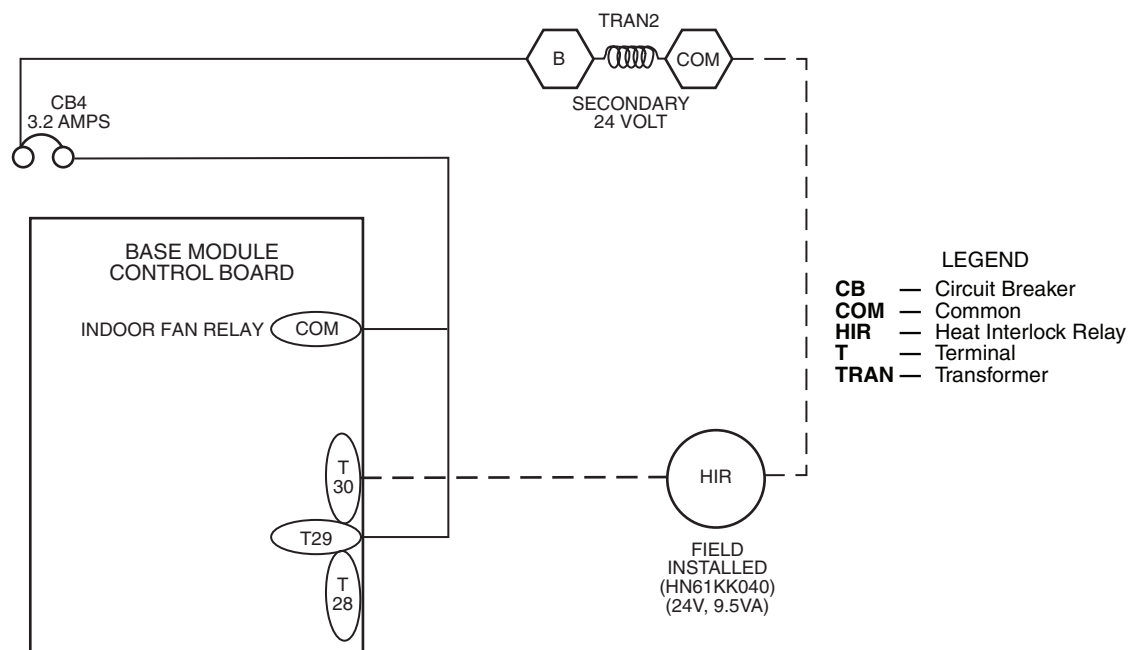 TRAN2
B
COM
SECONDARY
24 VOLT
CB4
3.2 AMPS
BASE MODULE
CONTROL BOARD
INDOOR FAN RELAY
COM
T
30
T29
T
28
HIR
FIELD
INSTALLED
(HN61KK040)
(24V, 9.5VA)
LEGEND
CB — Circuit Breaker
COM — Common
HIR — Heat Interlock Relay
T — Terminal
TRAN — Transformer